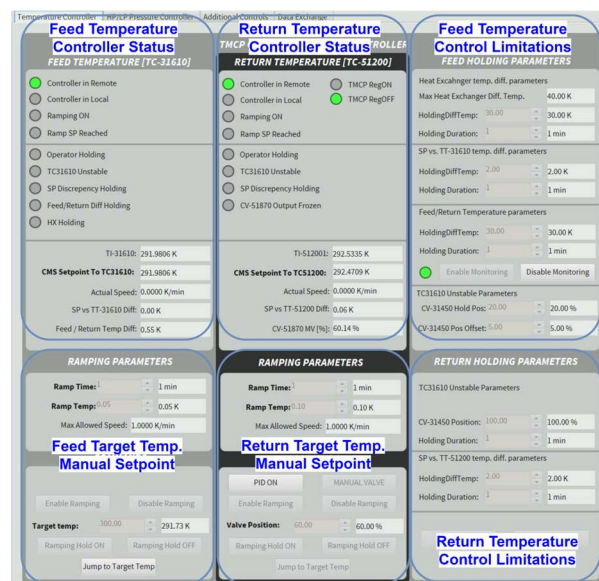 Temperature Controller
HP/LP Pressure Controller
Additional Controls
Data Exchange
Feed Temperature
Controller Status
FEED TEMPERATURE [TC-31610]
Controller in Remote
Controller in Local
Ramping ON
Ramp SP Reached
Operator Holding
TC31610 Unstable
SP Discrepency Holding
Feed/Return Diff Holding
HX Holding
TI-31610: 291.9806 K
CMS Setpoint To TC31610: 291.9806 K
Actual Speed: 0.0000 K/min
SP vs TT-31610 Diff: 0.00 K
Feed / Return Temp Diff: 0.55 K
RAMPING PARAMETERS
Ramp Time: 1 1 min
Ramp Temp: 0.05 0.05 K
Max Allowed Speed: 1.0000 K/min
Feed Target Temp.
Manual Setpoint
Enable Ramping Disable Ramping
Target temp: 300.00 291.73 K
Ramping Hold ON Ramping Hold OFF
Jump to Target Temp
Return Temperature
Controller Status
TMCP
ROLLER
RETURN TEMPERATURE [TC-51200]
Controller in Remote TMCP RegON
Controller in Local TMCP RegOFF
Ramping ON
Ramp SP Reached
Operator Holding
TC31610 Unstable
SP Discrepency Holding
CV-51870 Output Frozen
TI-512001: 292.5335 K
CMS Setpoint To TC51200: 292.4709 K
Actual Speed: 0.0000 K/min
SP vs TT-51200 Diff: 0.06 K
CV-51870 MV [%]: 60.14 %
RAMPING PARAMETERS
Ramp Time: 1 1 min
Ramp Temp: 0.10 0.10 K
Max Allowed Speed: 1.0000 K/min
Return Target Temp.
Manual Setpoint
PID ON MANUAL VALVE
Enable Ramping Disable Ramping
Valve Position: 60.00 60.00 %
Ramping Hold ON Ramping Hold OFF
Jump to Target Temp
Feed Temperature
Control Limitations
FEED HOLDING PARAMETERS
Heat Excahnger temp. diff. parameters
Max Heat Exchanger Diff. Temp. 40.00 K
HoldingDiffTemp: 30.00 30.00 K
Holding Duration: 1 1 min
SP vs. TT-31610 temp. diff. parameters
HoldingDiffTemp: 2.00 2.00 K
Holding Duration: 1 1 min
Feed/Return Temperature parameters
HoldingDiffTemp: 30.00 30.00 K
Holding Duration: 1 1 min
Enable Monitoring Disable Monitoring
TC31610 Unstable Parameters
CV-31450 Hold Pos: 20.00 20.00 %
CV-31450 Pos Offset: 5.00 5.00 %
RETURN HOLDING PARAMETERS
TC31610 Unstable Parameters
CV-31450 Position: 100.00 100.00 %
Holding Duration: 1 1 min
SP vs. TT-51200 temp. diff. parameters
HoldingDiffTemp: 2.00 2.00 K
Holding Duration: 1 1 min
Return Temperature
Control Limitations